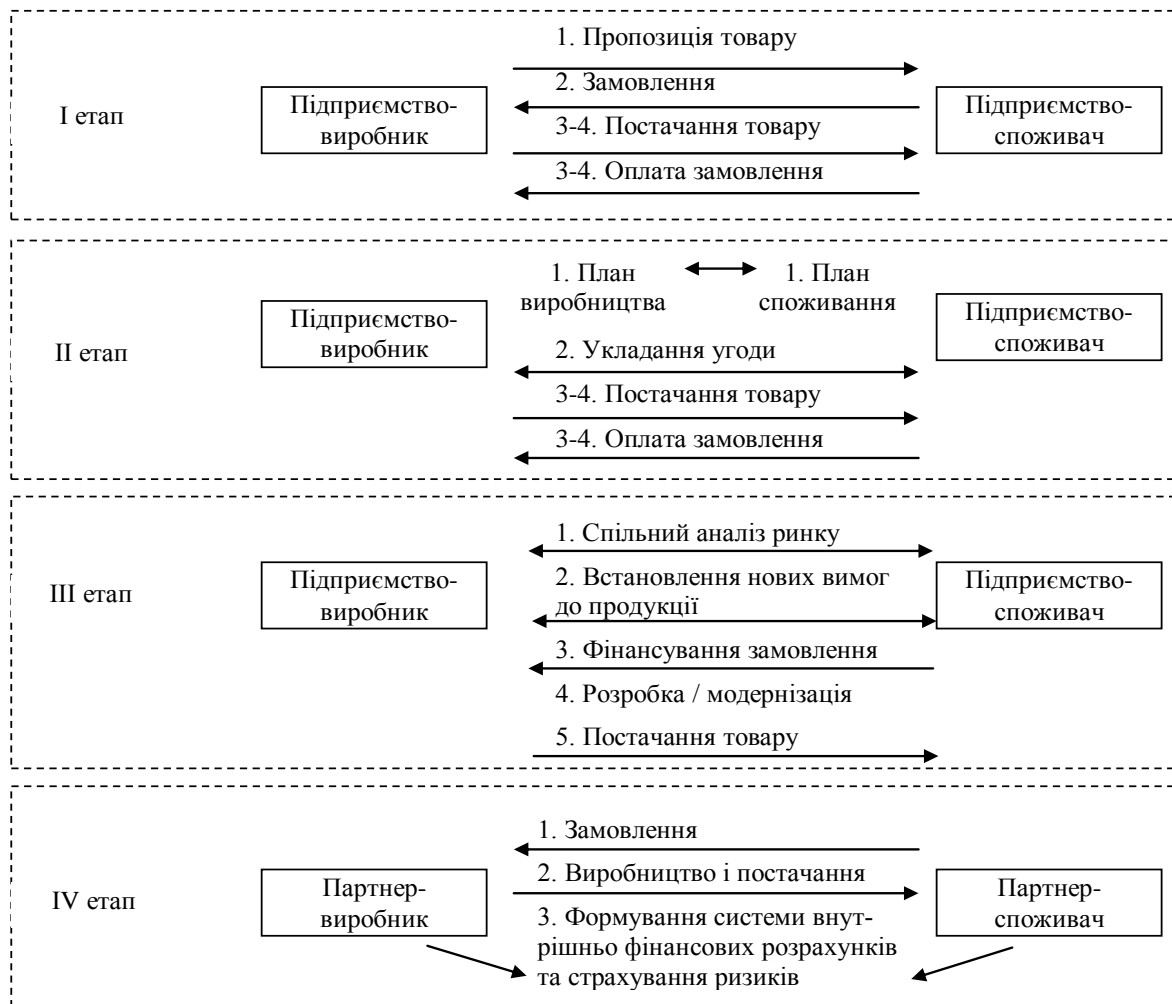 1. Пропозиція товару
2. Замовлення
I етап
Підприємство-
виробник
3-4. Постачання товару
3-4. Оплата замовлення
Підприємство-
споживач
1. План
виробництва
1. План
споживання
II етап
Підприємство-
виробник
2. Укладання угоди
3-4. Постачання товару
3-4. Оплата замовлення
Підприємство-
споживач
1. Спільний аналіз ринку
2. Встановлення нових вимог
до продукції
III етап
Підприємство-
виробник
3. Фінансування замовлення
4. Розробка / модернізація
5. Постачання товару
Підприємство-
споживач
1. Замовлення
2. Виробництво і постачання
IV етап
Партнер-
виробник
3. Формування системи внут-
рішньо фінансових розрахунків
та страхування ризиків
Партнер-
споживач